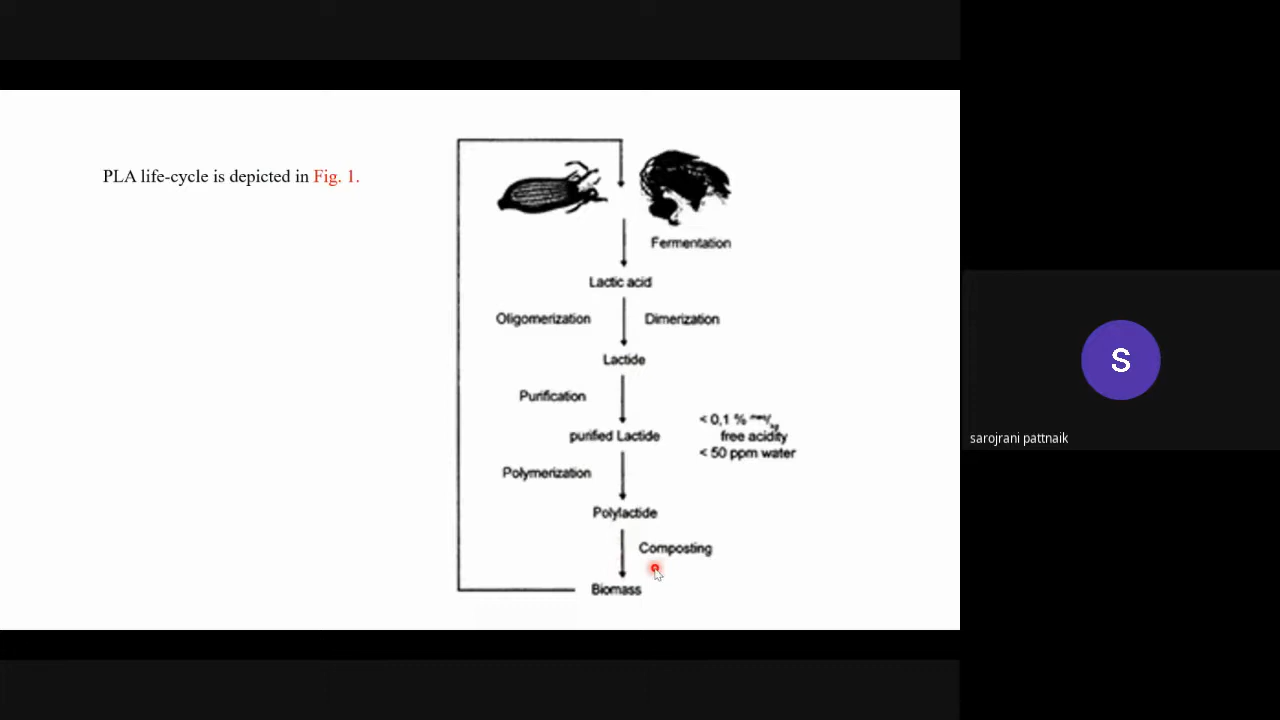 PLA life-cycle is depicted in Fig. 1.
Fermentation
Lactic acid
Oligomerization
Dimerization
Lactide
Purification
< 0,1 %
purified Lactide
free acidity
< 50 ppm water
Polymerization
Polylactide
Composting
Biomass
S
sarojrani pattnaik